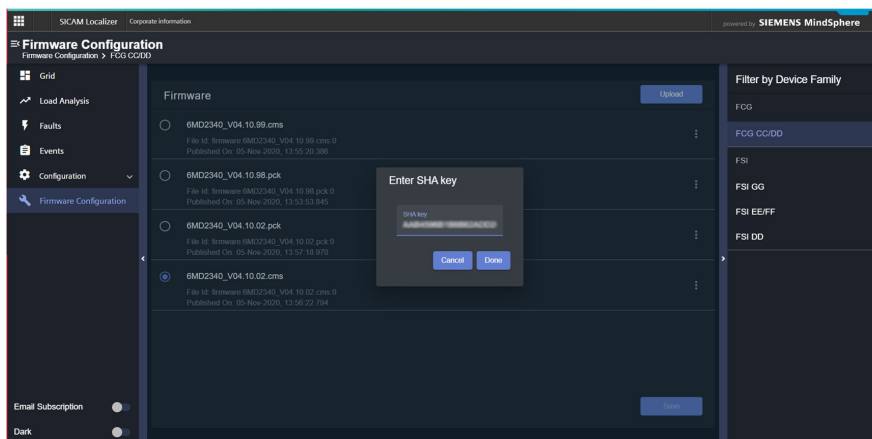 SICAM Localizer Corporate information
powered by SIEMENS MindSphere
Firmware Configuration
Firmware Configuration > FCG CC/DD
Grid
Load Analysis
Faults
Events
Configuration
Firmware Configuration
Email Subscription
Dark
Firmware
Upload
6MD2340_V04.10.99.cms
File Id: firmware:6MD2340_V04.10.99.cms:0
Published On: 05-Nov-2020, 13:55:20.388
6MD2340_V04.10.98.pck
File Id: firmware:6MD2340_V04.10.98.pck:0
Published On: 05-Nov-2020, 13:53:53.845
6MD2340_V04.10.02.pck
File Id: firmware:6MD2340_V04.10.02.pck:0
Published On: 05-Nov-2020, 13:57:18.970
6MD2340_V04.10.02.cms
File Id: firmware:6MD2340_V04.10.02.cms:0
Published On: 05-Nov-2020, 13:56:22.794
Save
Enter SHA key
SHA key
Cancel Done
Filter by Device Family
FCG
FCG CC/DD
FSI
FSI GG
FSI EE/FF
FSI DD